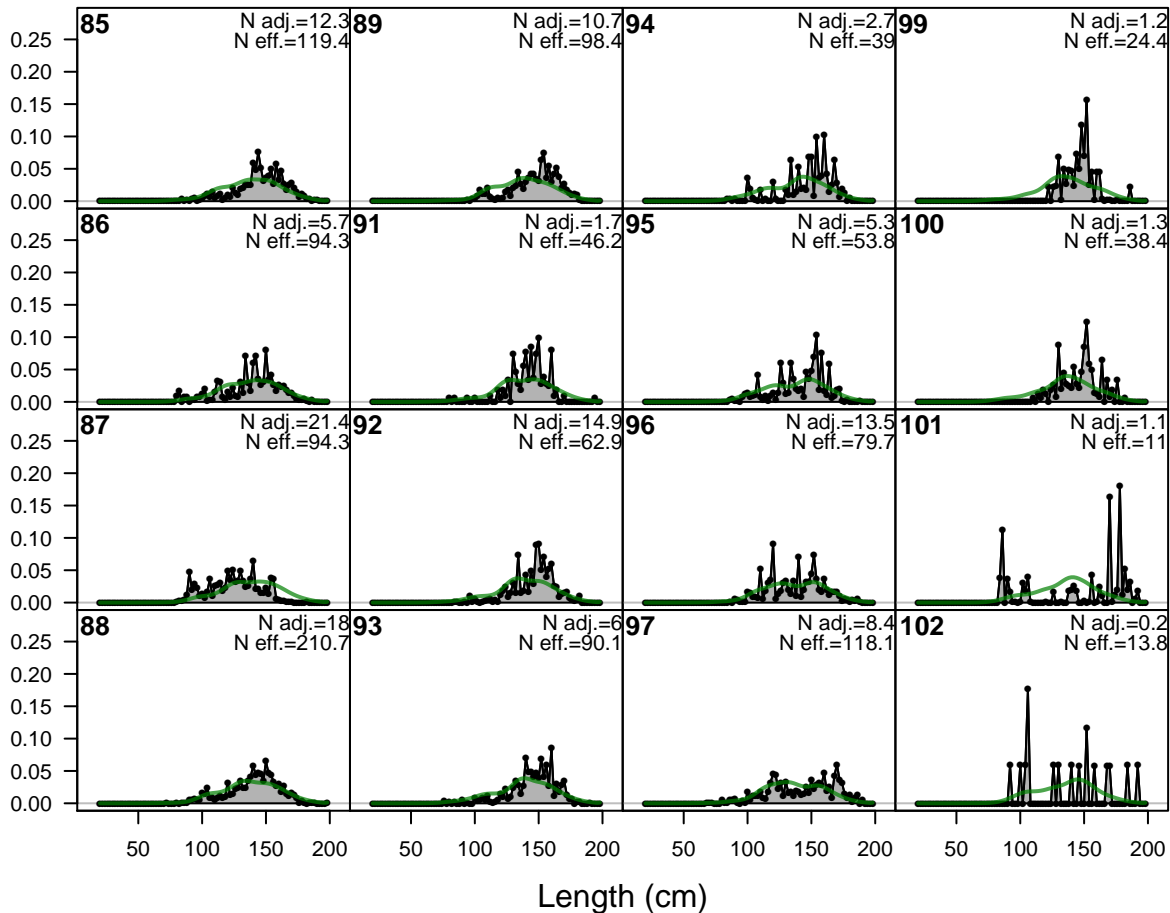 85 N adj.=12.3
N eff.=119.4
89 N adj.=10.7
N eff.=98.4
94 N adj.=2.7
N eff.=39
99 N adj.=1.2
N eff.=24.4
0.25
0.20
0.15
0.10
0.05
0.00
86 N adj.=5.7
N eff.=94.3
91 N adj.=1.7
N eff.=46.2
95 N adj.=5.3
N eff.=53.8
100 N adj.=1.3
N eff.=38.4
0.25
0.20
0.15
0.10
0.05
0.00
87 N adj.=21.4
N eff.=94.3
92 N adj.=14.9
N eff.=62.9
96 N adj.=13.5
N eff.=79.7
101 N adj.=1.1
N eff.=11
0.25
0.20
0.15
0.10
0.05
0.00
88 N adj.=18
N eff.=210.7
93 N adj.=6
N eff.=90.1
97 N adj.=8.4
N eff.=118.1
102 N adj.=0.2
N eff.=13.8
0.25
0.20
0.15
0.10
0.05
0.00
50 100 150 200 50 100 150 200 50 100 150 200 50 100 150 200
Length (cm)